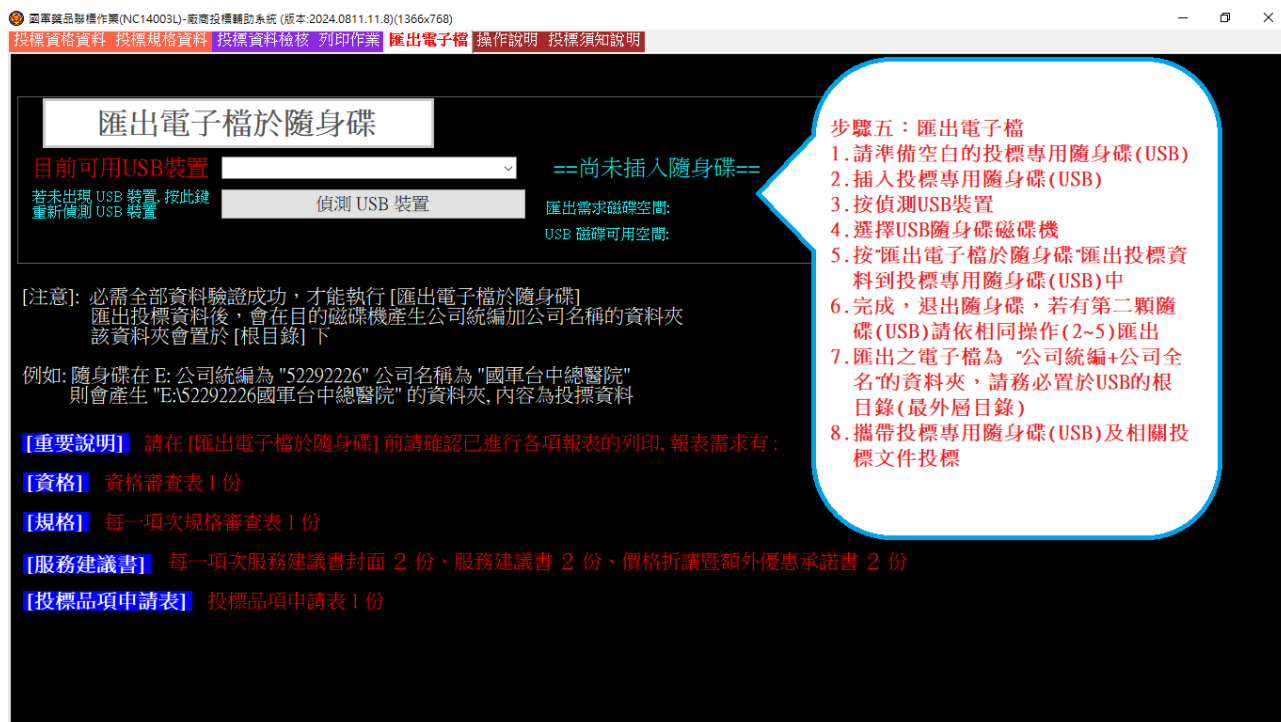 國軍藥品聯標作業(NC14003L)-廠商投標輔助系統 (版本:2024.0811.11.8)(1366x768)
投標資格資料 投標規格資料 投標資料檢核 列印作業 匯出電子檔 操作說明 投標須知說明
匯出電子檔於隨身碟
目前可用USB裝置
==尚未插入隨身碟==
若未出現 USB 裝置, 按此鍵
重新偵測 USB 裝置
偵測 USB 裝置
匯出需求磁碟空間:
USB 磁碟可用空間:
步驟五：匯出電子檔
1.請準備空白的投標專用隨身碟(USB)
2.插入投標專用隨身碟(USB)
3.按偵測USB裝置
4.選擇USB隨身碟磁碟機
5.按"匯出電子檔於隨身碟"匯出投標資
料到投標專用隨身碟(USB)中
6.完成，退出隨身碟，若有第二顆隨
碟(USB)請依相同操作(2~5)匯出
7.匯出之電子檔為 "公司統編+公司全
名"的資料夾，請務必置於USB的根
目錄(最外層目錄)
8.攜帶投標專用隨身碟(USB)及相關投
標文件投標
[注意]: 必需全部資料驗證成功，才能執行 [匯出電子檔於隨身碟]
匯出投標資料後，會在目的磁碟機產生公司統編加公司名稱的資料夾
該資料夾會置於 [根目錄] 下
例如: 隨身碟在 E: 公司統編為 "52292226" 公司名稱為 "國軍台中總醫院"
則會產生 "E:\52292226國軍台中總醫院" 的資料夾, 內容為投摽資料
[重要說明] 請在 [匯出電子檔於隨身碟] 前請確認已進行各項報表的列印, 報表需求有 :
[資格] 資格審查表 1 份
[規格] 每一項次規格審查表 1 份
[服務建議書] 每一項次服務建議書封面 2 份、服務建議書 2 份、價格折讓暨額外優惠承諾書 2 份
[投標品項申請表] 投標品項申請表 1 份